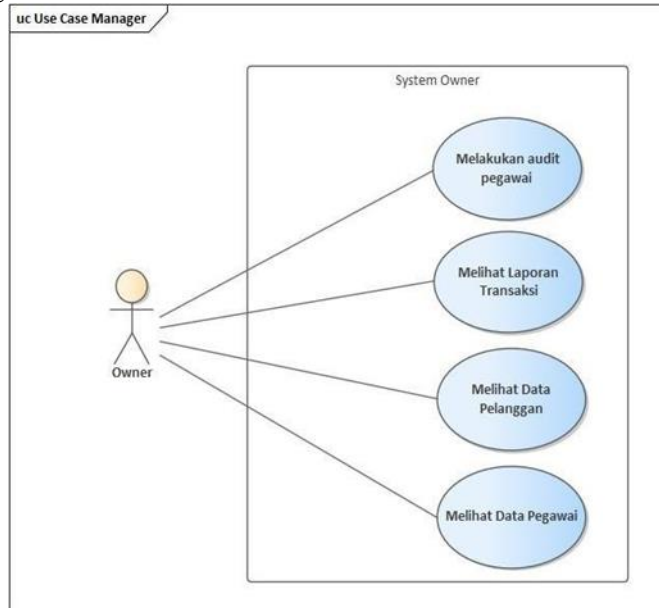 uc Use Case Manager
System Owner
Melakukan audit
pegawai
Melihat Laporan
Transaksi
Owner
Melihat Data
Pelanggan
Melihat Data Pegawai